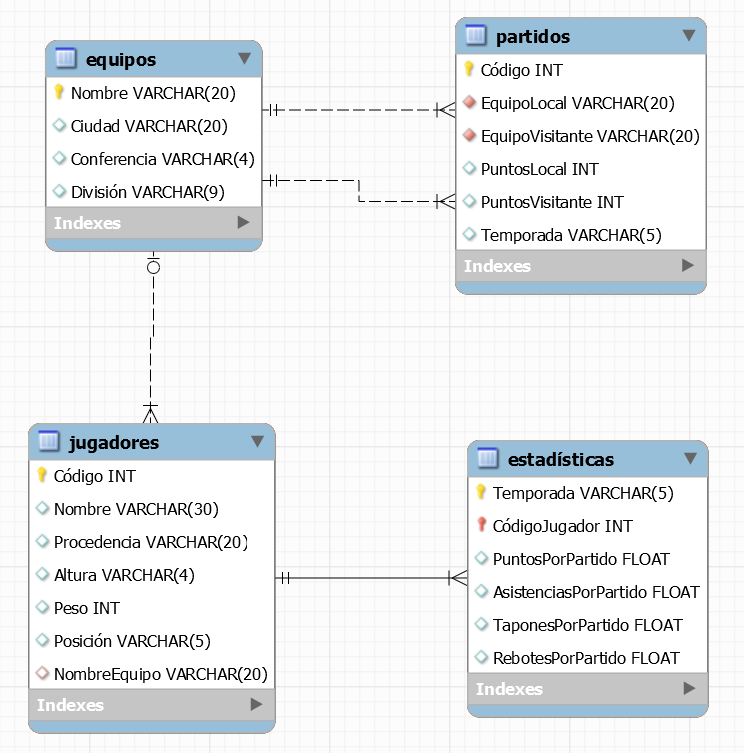 equipos
Nombre VARCHAR(20)
Ciudad VARCHAR(20)
Conferencia VARCHAR(4)
División VARCHAR(9)
Indexes
partidos
Código INT
EquipoLocal VARCHAR(20)
EquipoVisitante VARCHAR(20)
PuntosLocal INT
PuntosVisitante INT
Temporada VARCHAR(5)
Indexes
jugadores
Código INT
Nombre VARCHAR(30)
Procedencia VARCHAR(20)
Altura VARCHAR(4)
Peso INT
Posición VARCHAR(5)
NombreEquipo VARCHAR(20)
Indexes
estadísticas
Temporada VARCHAR(5)
CódigoJugador INT
PuntosPorPartido FLOAT
AsistenciasPorPartido FLOAT
TaponesPorPartido FLOAT
RebotesPorPartido FLOAT
Indexes